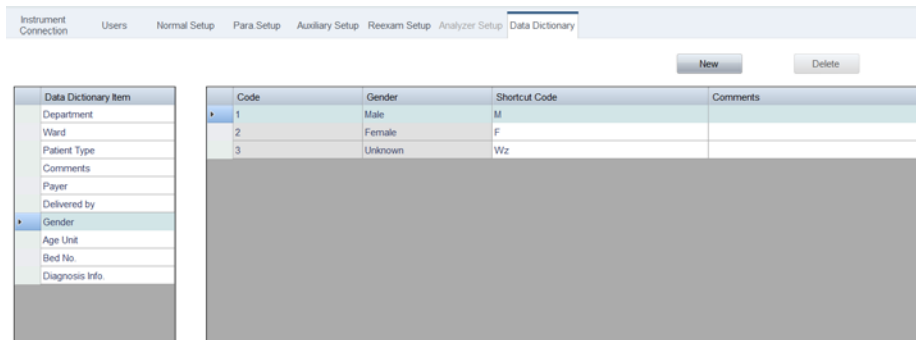 Instrument Connection Users Normal Setup Para.Setup Auxiliary Setup Reexam Setup Analyzer Setup Data Dictionary
New Delete
Data Dictionary Item
Department
Ward
Patient Type
Comments
Payer
Delivered by
Gender
Age Unit
Bed No.
Diagnosis Info.
Code Gender Shortcut Code Comments
1 Male M
2 Female F
3 Unknown Wz